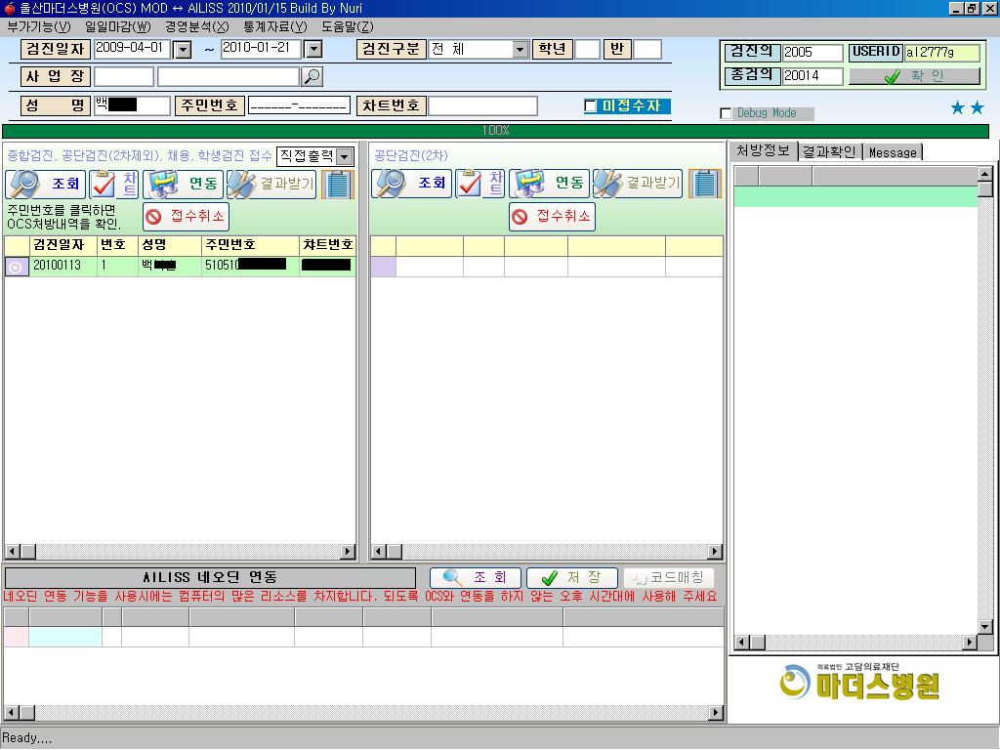 울산마더스병원(OCS) MOD ↔ AILISS 2010/01/15 Build By Nuri
부가기능(V) 일일마감(W) 경영분석(X) 통계자료(Y) 도움말(Z)
검진일자 2009-04-01 ~ 2010-01-21 검진구분 전 체 학년 반
검진의 2005 USERID al2777g
사 업 장
종검의 20014 확 인
성 명 백 주민번호 ______-_______ 차트번호 미접수자
Debug Mode
100%
종합검진, 공단검진(2차제외), 채용, 학생검진 접수 직접출력
공단검진(2차)
처방정보 결과확인 Message
조회 차트 연동 결과받기
조회 차트 연동 결과받기
주민번호를 클릭하면
OCS처방내역을 확인.
접수취소
접수취소
검진일자 번호 성명 주민번호 챠트번호
20100113 1 백 51051
AILISS 네오딘 연동 조 회 저 장 코드매칭
네오딘 연동 기능을 사용시에는 컴퓨터의 많은 리소스를 차지합니다. 되도록 OCS와 연동을 하지 않는 오후 시간대에 사용해 주세요
의료법인 고담의료재단
마더스병원
Ready....